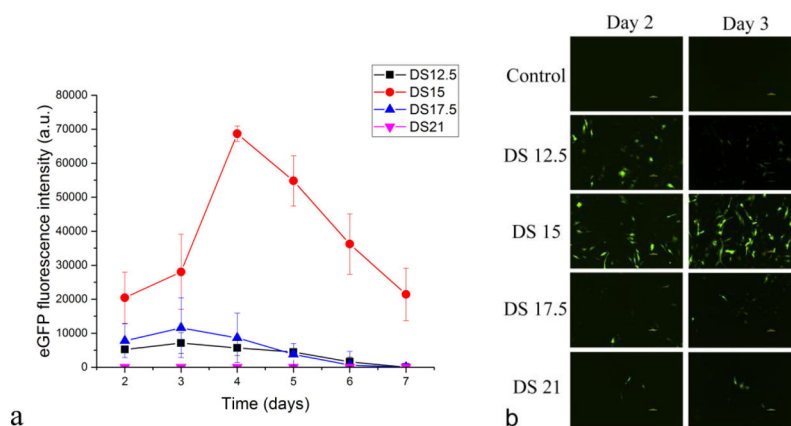 Day 2 Day 3
DS12.5
DS15
DS17.5
DS21
80000
70000
60000
50000
40000
30000
20000
10000
0
eGFP fluorescence intensity (a.u.)
2 3 4 5 6 7
Time (days)
a
Control
DS 12.5
DS 15
DS 17.5
DS 21
b